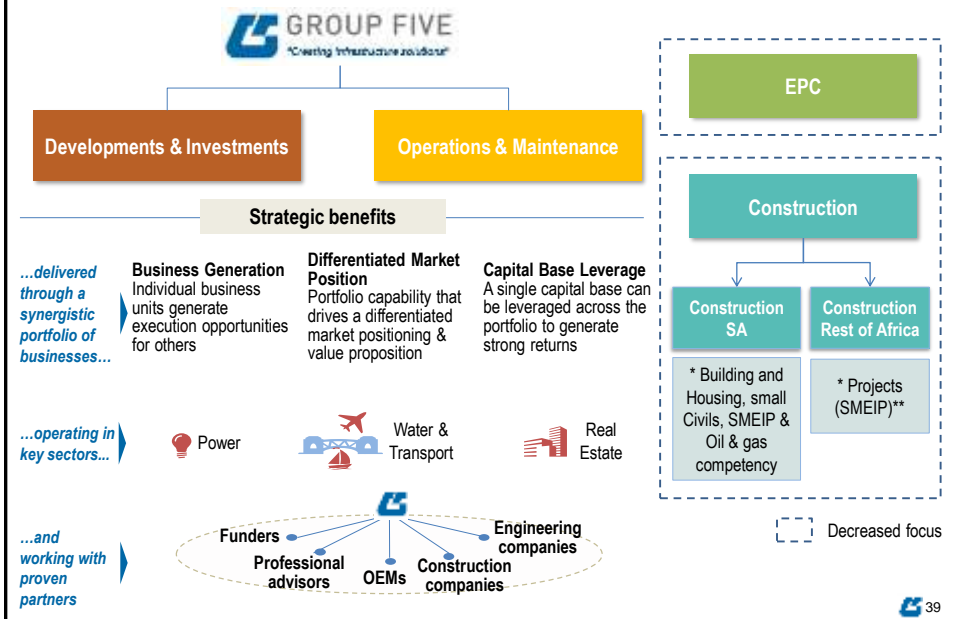 GROUP FIVE
"Creating infrastructure solutions"
Developments & Investments
Operations & Maintenance
Strategic benefits
...delivered
through a
synergistic
portfolio of
businesses...
Business Generation
Individual business
units generate
execution opportunities
for others
Differentiated Market
Position
Portfolio capability that
drives a differentiated
market positioning &
value proposition
Capital Base Leverage
A single capital base can
be leveraged across the
portfolio to generate
strong returns
...operating in
key sectors...
Power
Water &
Transport
Real
Estate
...and
working with
proven
partners
Funders
Professional
advisors
OEMs
Construction
companies
Engineering
companies
EPC
Construction
Construction
SA
Construction
Rest of Africa
* Building and
Housing, small
Civils, SMEIP &
Oil & gas
competency
* Projects
(SMEIP)**
Decreased focus
39